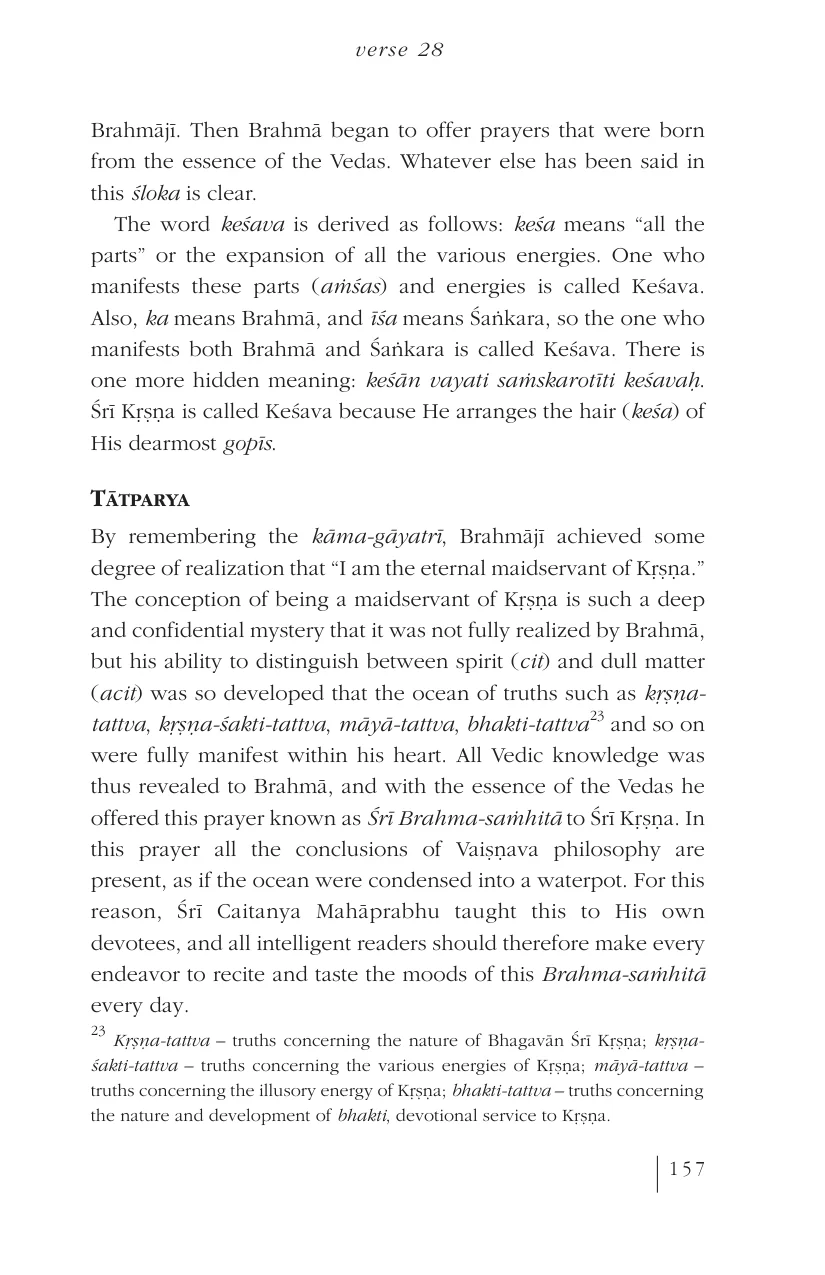 verse 28
Brahmājī. Then Brahmā began to offer prayers that were born
from the essence of the Vedas. Whatever else has been said in
this śloka is clear.
The word keśava is derived as follows: keśa means “all the
parts” or the expansion of all the various energies. One who
manifests these parts (aṁśas) and energies is called Keśava.
Also, ka means Brahmā, and īśa means Śaṅkara, so the one who
manifests both Brahmā and Śaṅkara is called Keśava. There is
one more hidden meaning: keśān vayati saṁskarotīti keśavaḥ.
Śrī Kṛṣṇa is called Keśava because He arranges the hair (keśa) of
His dearmost gopīs.
TĀTPARYA
By remembering the kāma-gāyatrī, Brahmājī achieved some
degree of realization that “I am the eternal maidservant of Kṛṣṇa.”
The conception of being a maidservant of Kṛṣṇa is such a deep
and confidential mystery that it was not fully realized by Brahmā,
but his ability to distinguish between spirit (cit) and dull matter
(acit) was so developed that the ocean of truths such as kṛṣṇa-
tattva, kṛṣṇa-śakti-tattva, māyā-tattva, bhakti-tattva23 and so on
were fully manifest within his heart. All Vedic knowledge was
thus revealed to Brahmā, and with the essence of the Vedas he
offered this prayer known as Śrī Brahma-saṁhitā to Śrī Kṛṣṇa. In
this prayer all the conclusions of Vaiṣṇava philosophy are
present, as if the ocean were condensed into a waterpot. For this
reason, Śrī Caitanya Mahāprabhu taught this to His own
devotees, and all intelligent readers should therefore make every
endeavor to recite and taste the moods of this Brahma-saṁhitā
every day.
23 Kṛṣṇa-tattva – truths concerning the nature of Bhagavān Śrī Kṛṣṇa; kṛṣṇa-
śakti-tattva – truths concerning the various energies of Kṛṣṇa; māyā-tattva –
truths concerning the illusory energy of Kṛṣṇa; bhakti-tattva – truths concerning
the nature and development of bhakti, devotional service to Kṛṣṇa.
157